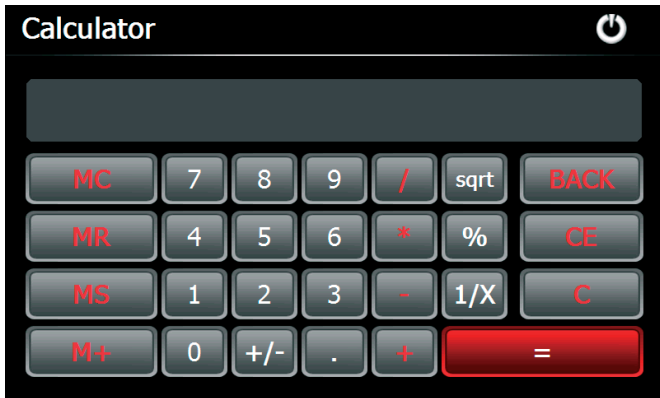 Calculator
MC 7 8 9 / sqrt BACK
MR 4 5 6 * % CE
MS 1 2 3 - 1/X C
M+ 0 +/- . + =